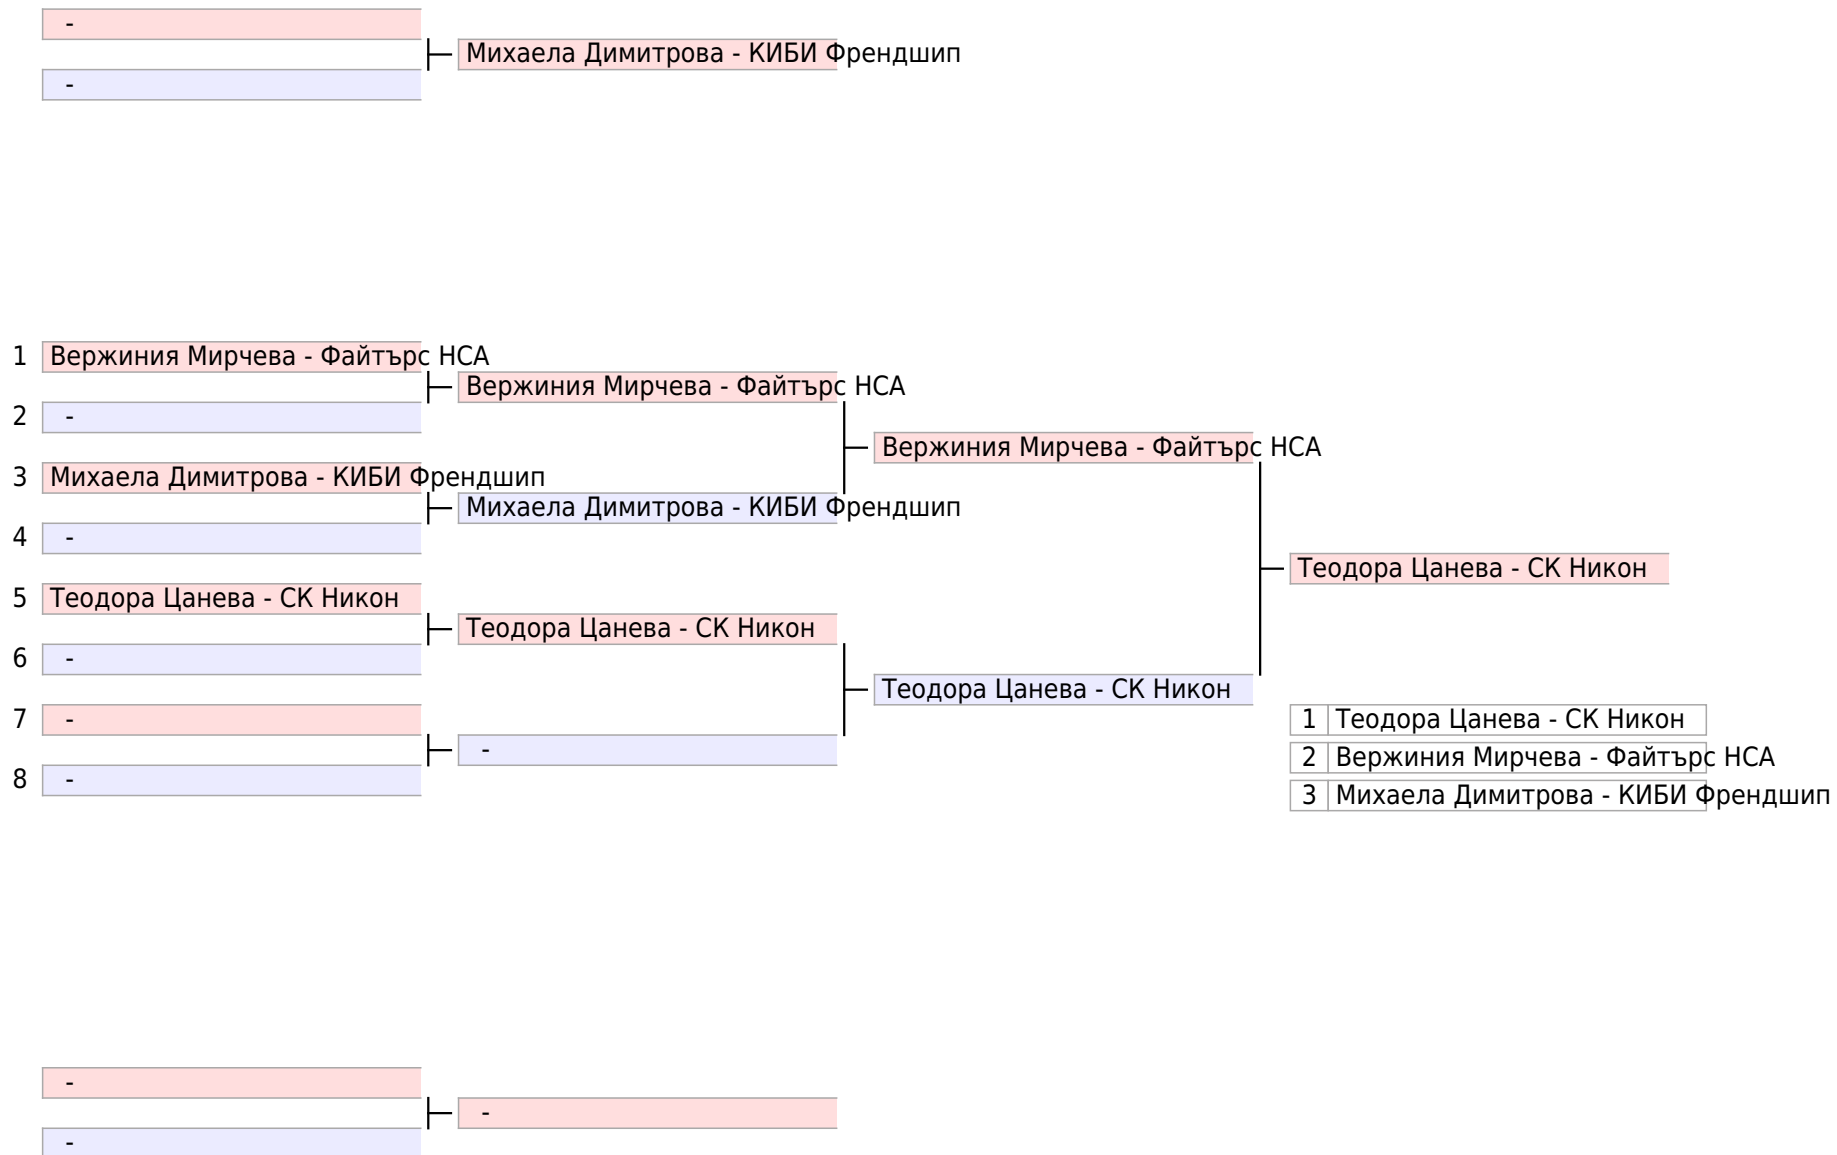 -
Михаела Димитрова - КИБИ Френдшип
-
1 Вержиния Мирчева - Файтърс НСА
Вержиния Мирчева - Файтърс НСА
2 -
Вержиния Мирчева - Файтърс НСА
3 Михаела Димитрова - КИБИ Френдшип
Михаела Димитрова - КИБИ Френдшип
4 -
Теодора Цанева - СК Никон
5 Теодора Цанева - СК Никон
Теодора Цанева - СК Никон
6 -
Теодора Цанева - СК Никон
7 -
1 Теодора Цанева - СК Никон
-
2 Вержиния Мирчева - Файтърс НСА
8 -
3 Михаела Димитрова - КИБИ Френдшип
-
-
-